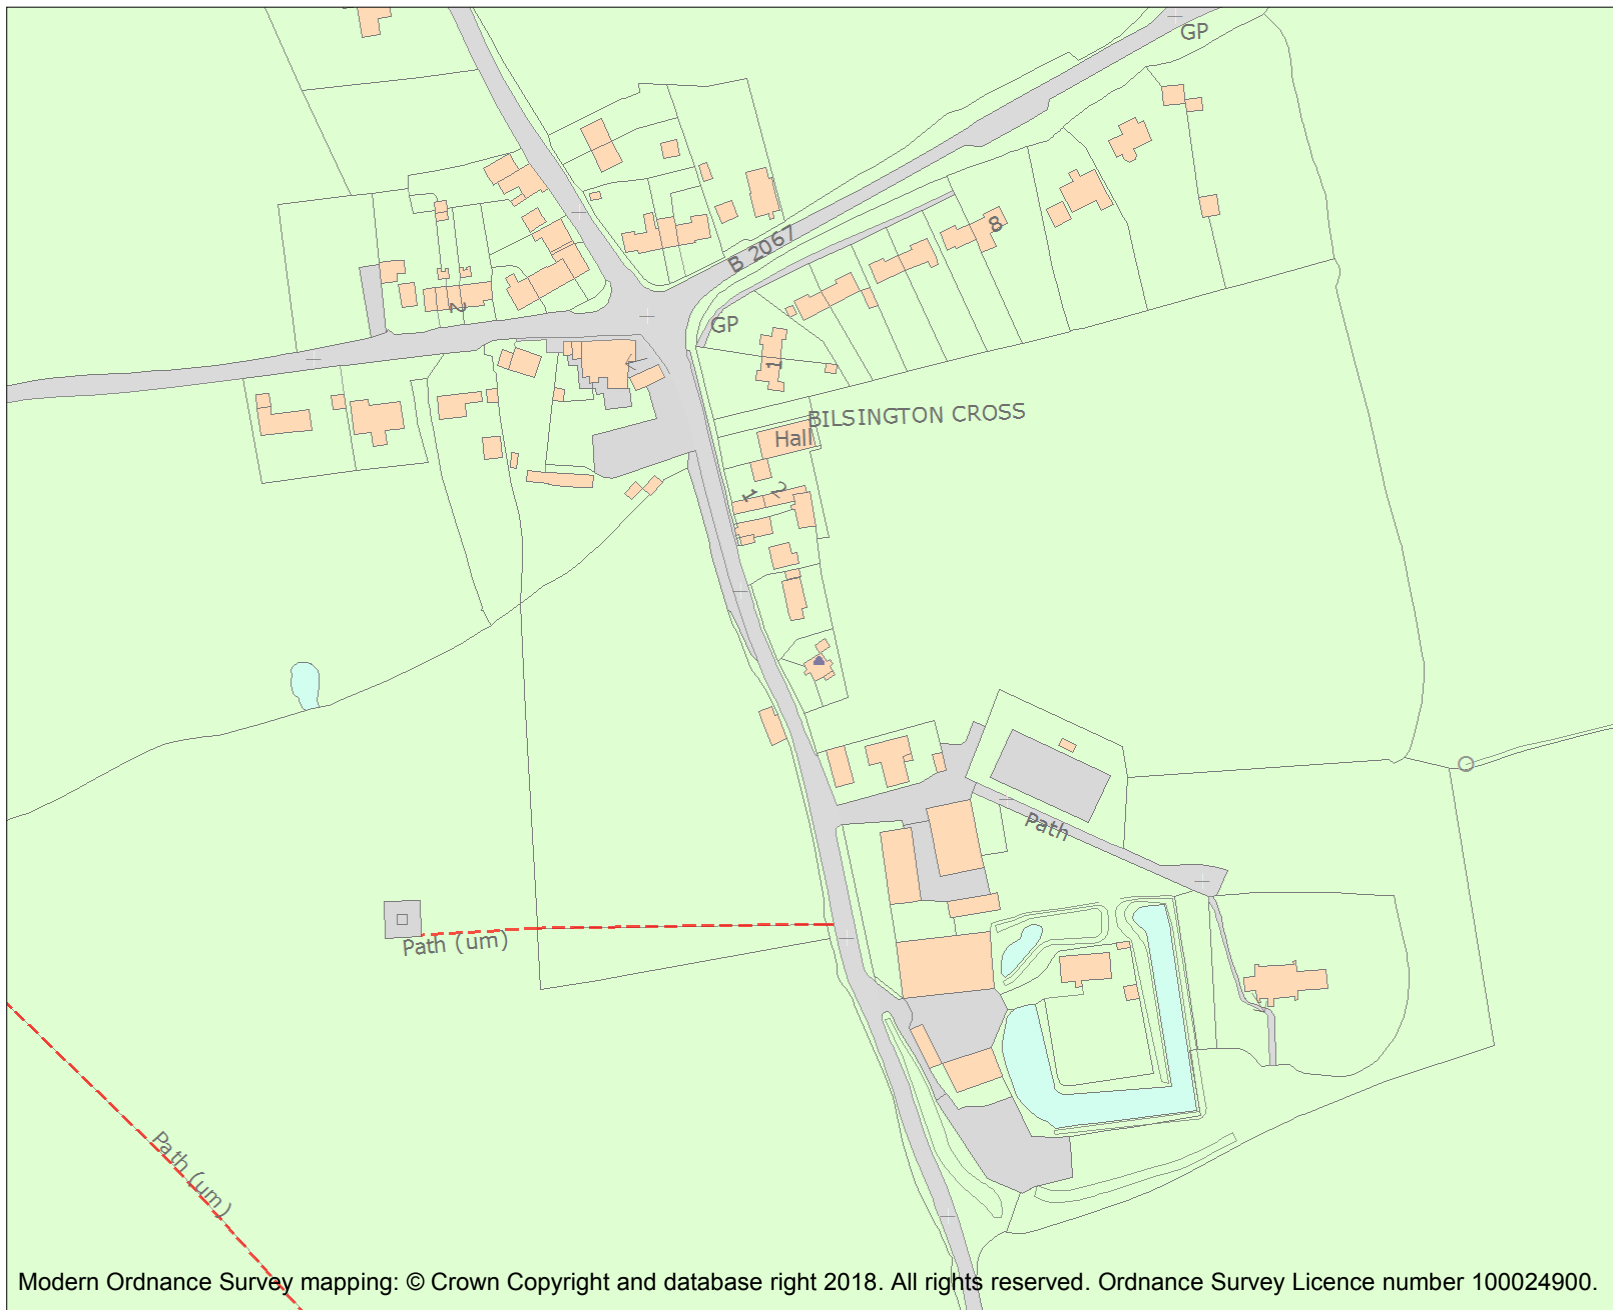 GP
B 2067
8
2
GP
1
BILSINGTON CROSS
Hall
1
2
Path
Path (um)
Path (um)
Modern Ordnance Survey mapping: © Crown Copyright and database right 2018. All rights reserved. Ordnance Survey Licence number 100024900.